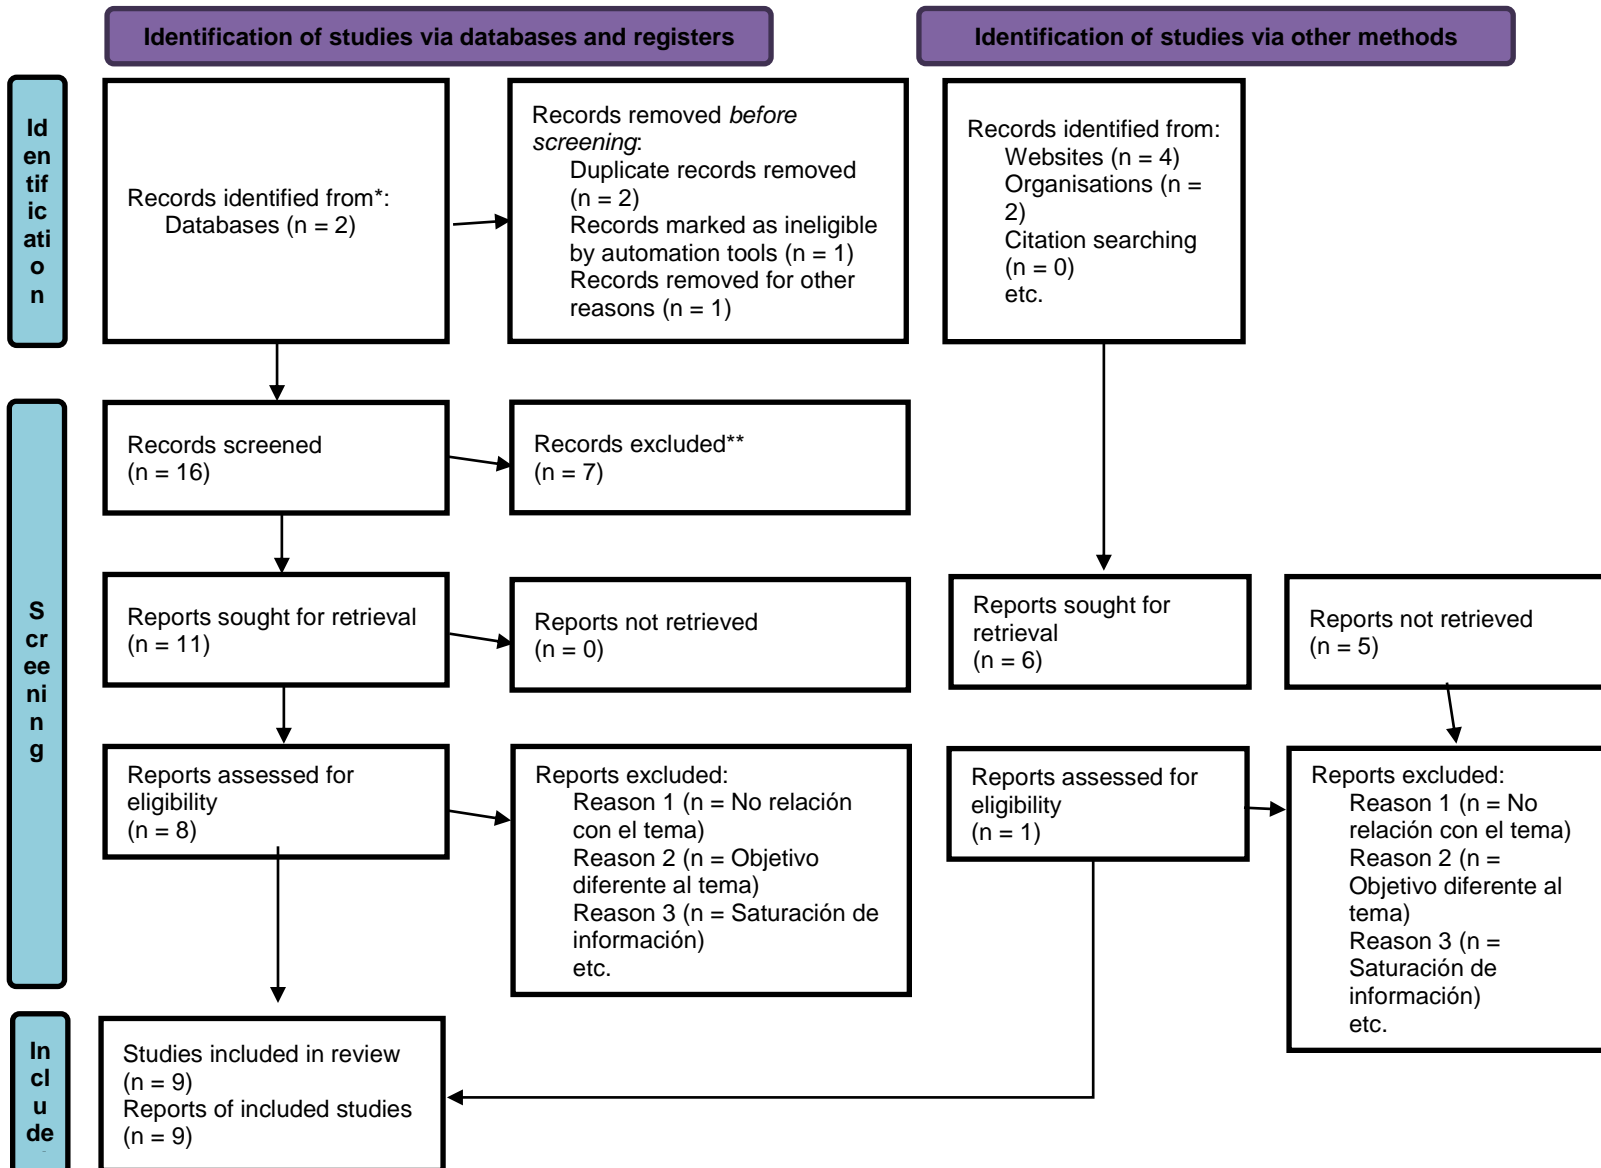 Identification of studies via databases and registers
Identification of studies via other methods
Id
en
tif
ic
ati
o
n
Records identified from*:
Databases (n = 2)
Records removed before
screening:
Duplicate records removed
(n = 2)
Records marked as ineligible
by automation tools (n = 1)
Records removed for other
reasons (n = 1)
Records identified from:
Websites (n = 4)
Organisations (n =
2)
Citation searching
(n = 0)
etc.
S
cr
ee
ni
n
g
Records screened
(n = 16)
Records excluded**
(n = 7)
Reports sought for retrieval
(n = 11)
Reports not retrieved
(n = 0)
Reports sought for
retrieval
(n = 6)
Reports not retrieved
(n = 5)
Reports assessed for
eligibility
(n = 8)
Reports excluded:
Reason 1 (n = No relación
con el tema)
Reason 2 (n = Objetivo
diferente al tema)
Reason 3 (n = Saturación de
información)
etc.
Reports assessed for
eligibility
(n = 1)
Reports excluded:
Reason 1 (n = No
relación con el tema)
Reason 2 (n =
Objetivo diferente al
tema)
Reason 3 (n =
Saturación de
información)
etc.
In
cl
u
de
Studies included in review
(n = 9)
Reports of included studies
(n = 9)